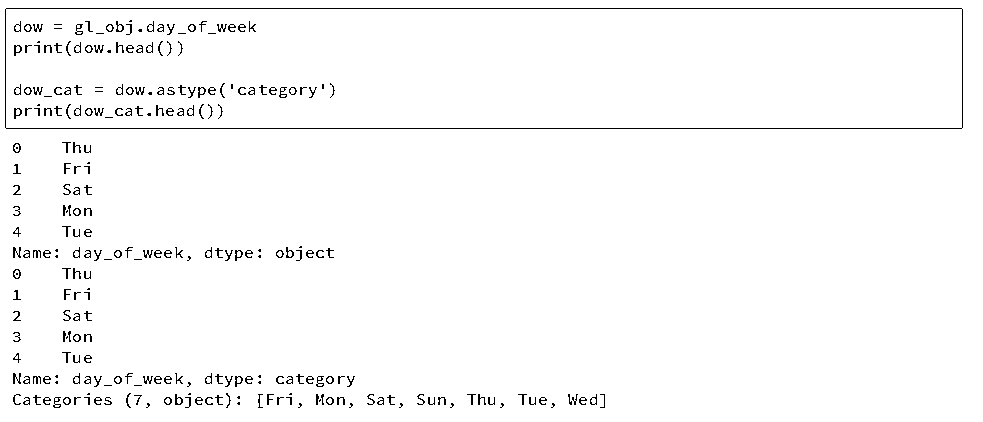 dow = gl_obj.day_of_week
print(dow.head())
dow_cat = dow.astype('category')
print(dow_cat.head())
0    Thu
1    Fri
2    Sat
3    Mon
4    Tue
Name: day_of_week, dtype: object
0    Thu
1    Fri
2    Sat
3    Mon
4    Tue
Name: day_of_week, dtype: category
Categories (7, object): [Fri, Mon, Sat, Sun, Thu, Tue, Wed]